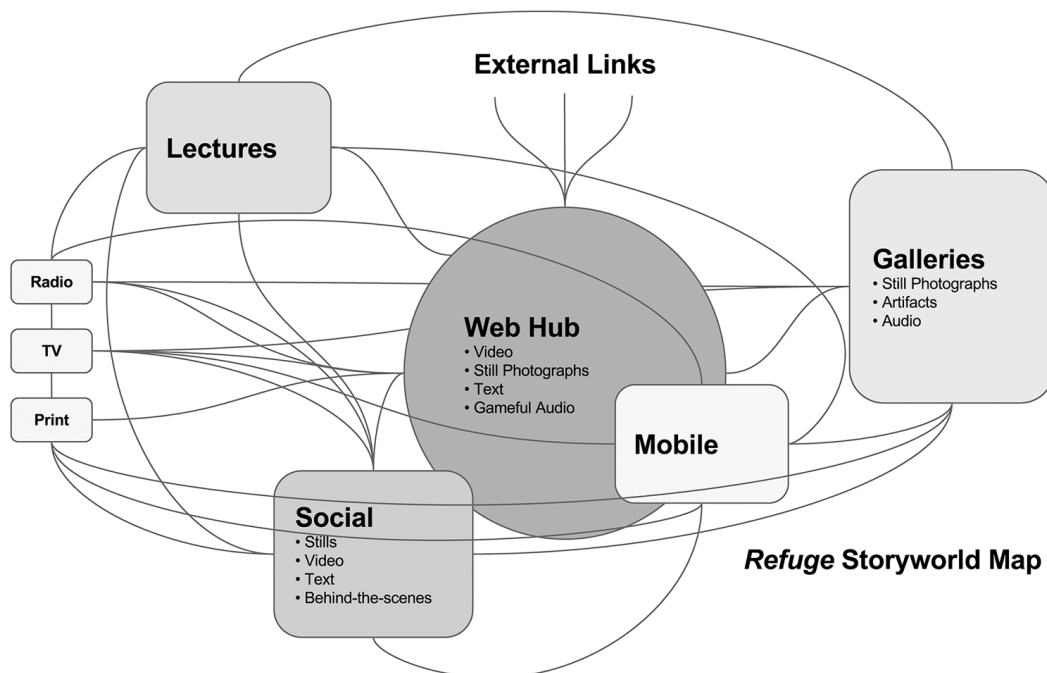 External Links
Lectures
Galleries
• Still Photographs
• Artifacts
• Audio
Radio
TV
Print
Web Hub
• Video
• Still Photographs
• Text
• Gameful Audio
Mobile
Social
• Stills
• Video
• Text
• Behind-the-scenes
Refuge Storyworld Map